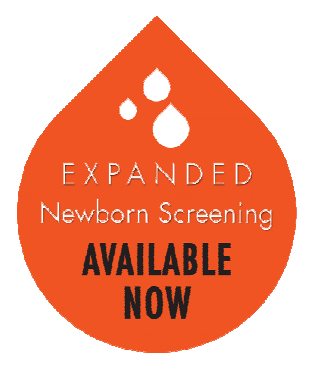 EXPANDED
Newborn Screening
AVAILABLE
NOW